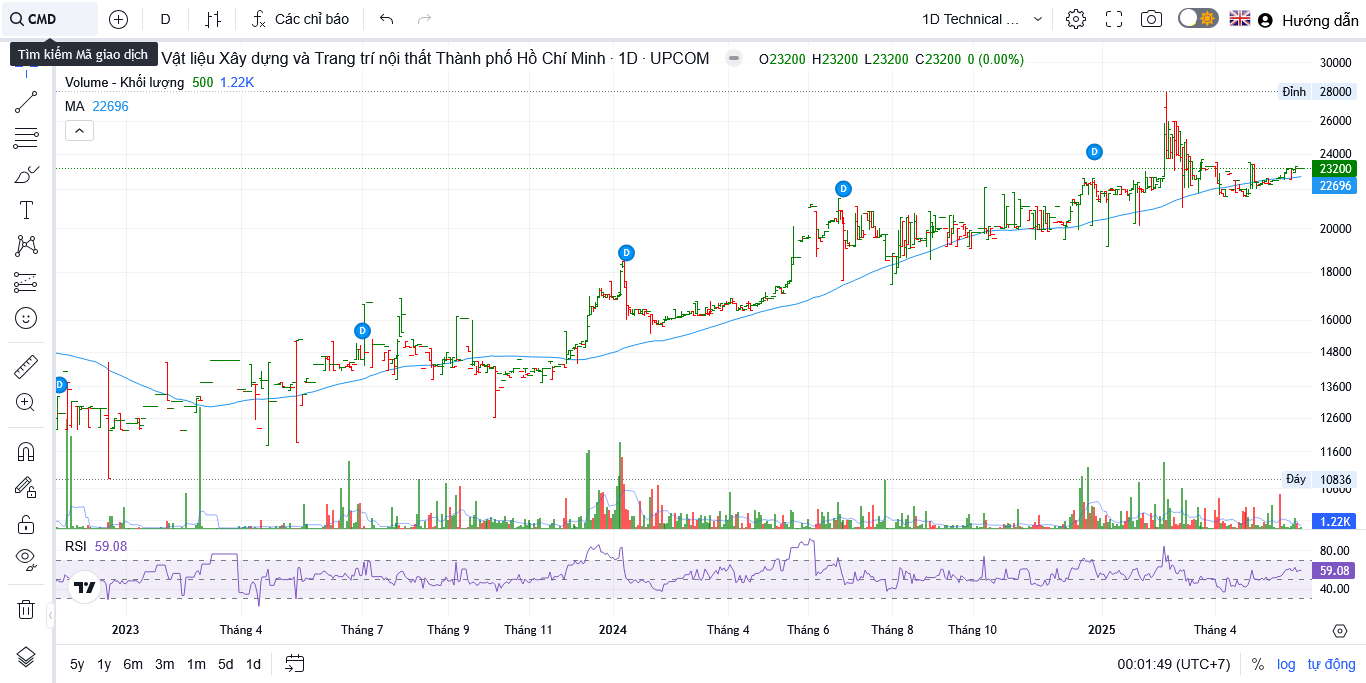 CMD
D
Các chỉ báo
1D Technical ...
Hướng dẫn
Tìm kiếm Mã giao dịch
Vật liệu Xây dựng và Trang trí nội thất Thành phố Hồ Chí Minh · 1D · UPCOM
O23200 H23200 L23200 C23200 0 (0.00%)
Volume - Khối lượng 500 1.22K
MA 22696
30000
Đỉnh 28000
26000
24000
23200
22696
20000
18000
16000
14800
13600
12600
11600
Đáy 10836
1.22K
D
D
D
D
D
RSI 59.08
80.00
59.08
40.00
2023 Tháng 4 Tháng 7 Tháng 9 Tháng 11 2024 Tháng 4 Tháng 6 Tháng 8 Tháng 10 2025 Tháng 4
5y 1y 6m 3m 1m 5d 1d
00:01:49 (UTC+7) % log tự động